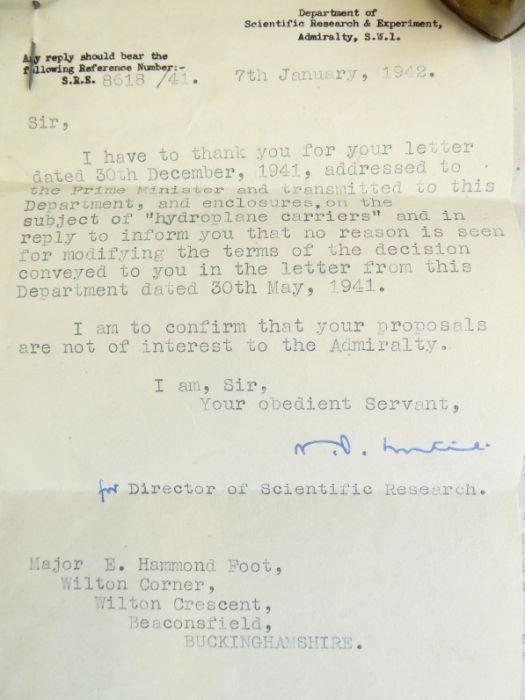 Department of
Scientific Research & Experiment,
Admiralty, S.W.1.
Any reply should bear the
following Reference Number:-
S.R.E. 8618/41.
7th January, 1942.
Sir,
I have to thank you for your letter
dated 30th December, 1941, addressed to
the Prime Minister and transmitted to this
Department, and enclosures, on the
subject of "hydroplane carriers" and in
reply to inform you that no reason is seen
for modifying the terms of the decision
conveyed to you in the letter from this
Department dated 30th May, 1941.
I am to confirm that your proposals
are not of interest to the Admiralty.
I am, Sir,
Your obedient Servant,
for Director of Scientific Research.
Major E. Hammond Foot,
Wilton Corner,
Wilton Crescent,
Beaconsfield,
BUCKINGHAMSHIRE.